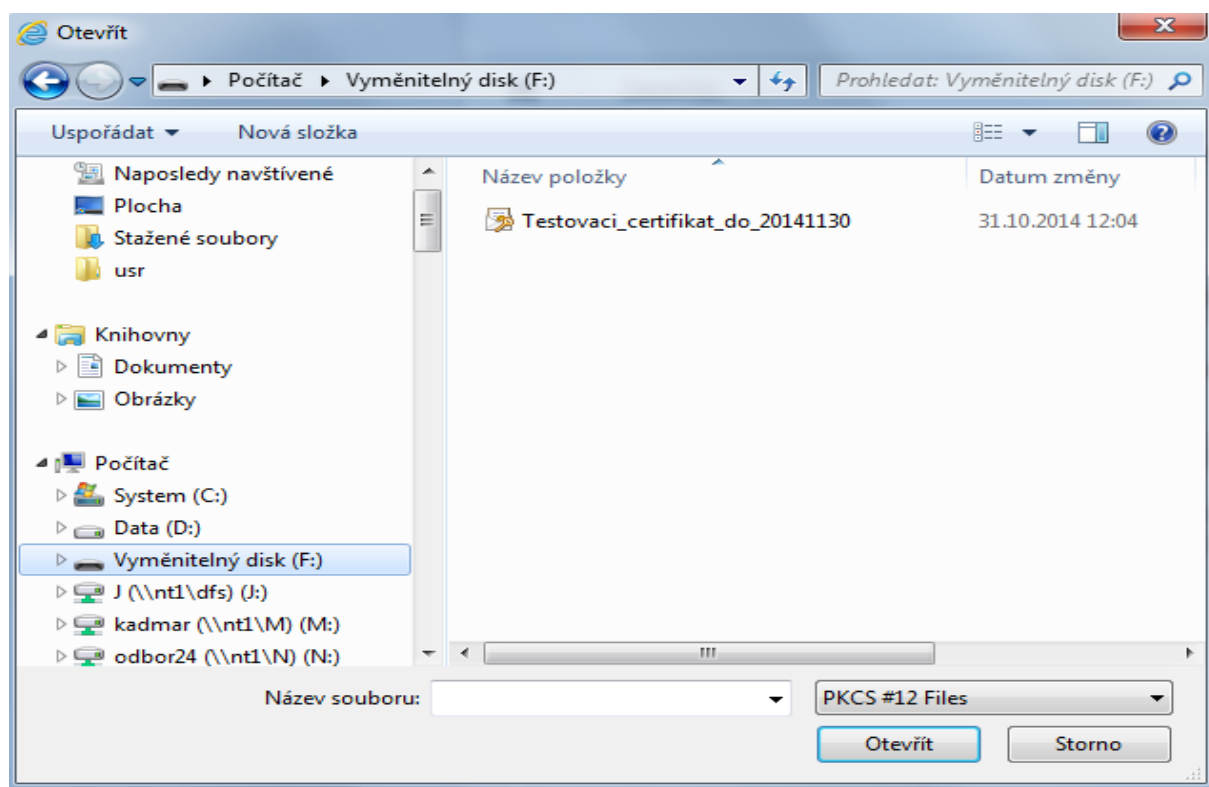 Otevřít
Počítač Vyměnitelný disk (F:)
Prohledat: Vyměnitelný disk (F:)
Uspořádat Nová složka
Naposledy navštívené
Plocha
Stažené soubory
usr
Knihovny
Dokumenty
Obrázky
Počítač
System (C:)
Data (D:)
Vyměnitelný disk (F:)
J (\\nt1\dfs) (J:)
kadmar (\\nt1\M) (M:)
odbor24 (\\nt1\N) (N:)
Název položky Datum změny
Testovaci_certifikat_do_20141130 31.10.2014 12:04
Název souboru: PKCS #12 Files
Otevřít Storno